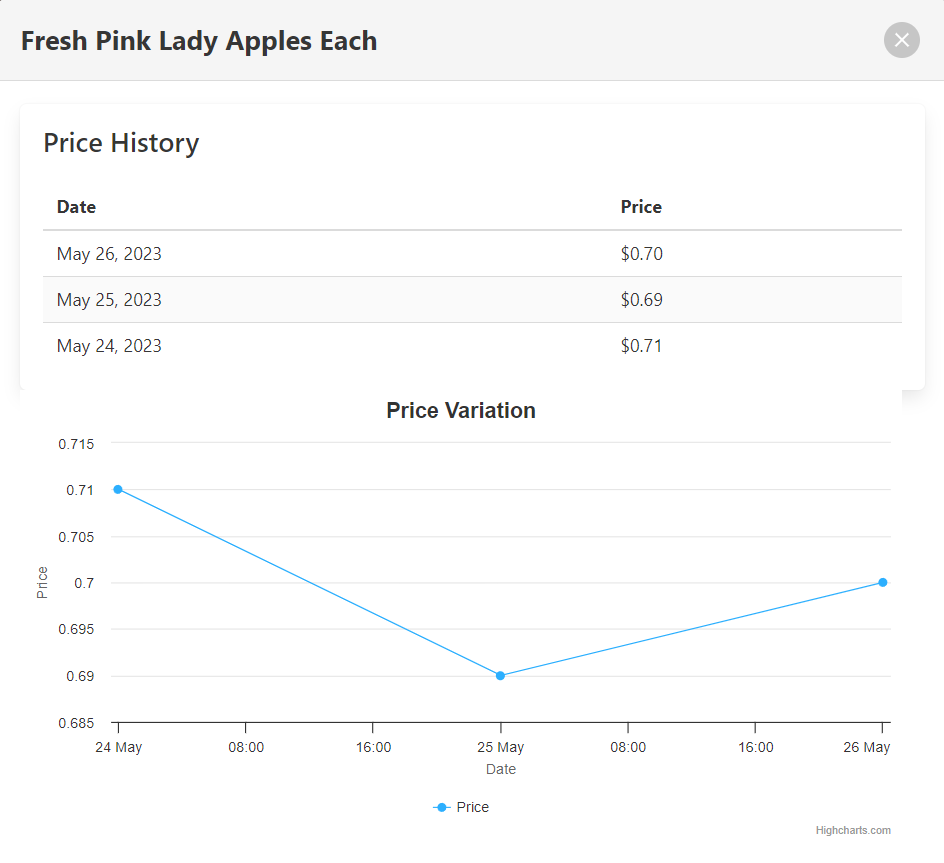 Fresh Pink Lady Apples Each
Price History
Date Price
May 26, 2023 $0.70
May 25, 2023 $0.69
May 24, 2023 $0.71
Price Variation
0.715
0.71
0.705
0.7
0.695
0.69
0.685
Price
24 May 08:00 16:00 25 May 08:00 16:00 26 May
Date
Price
Highcharts.com